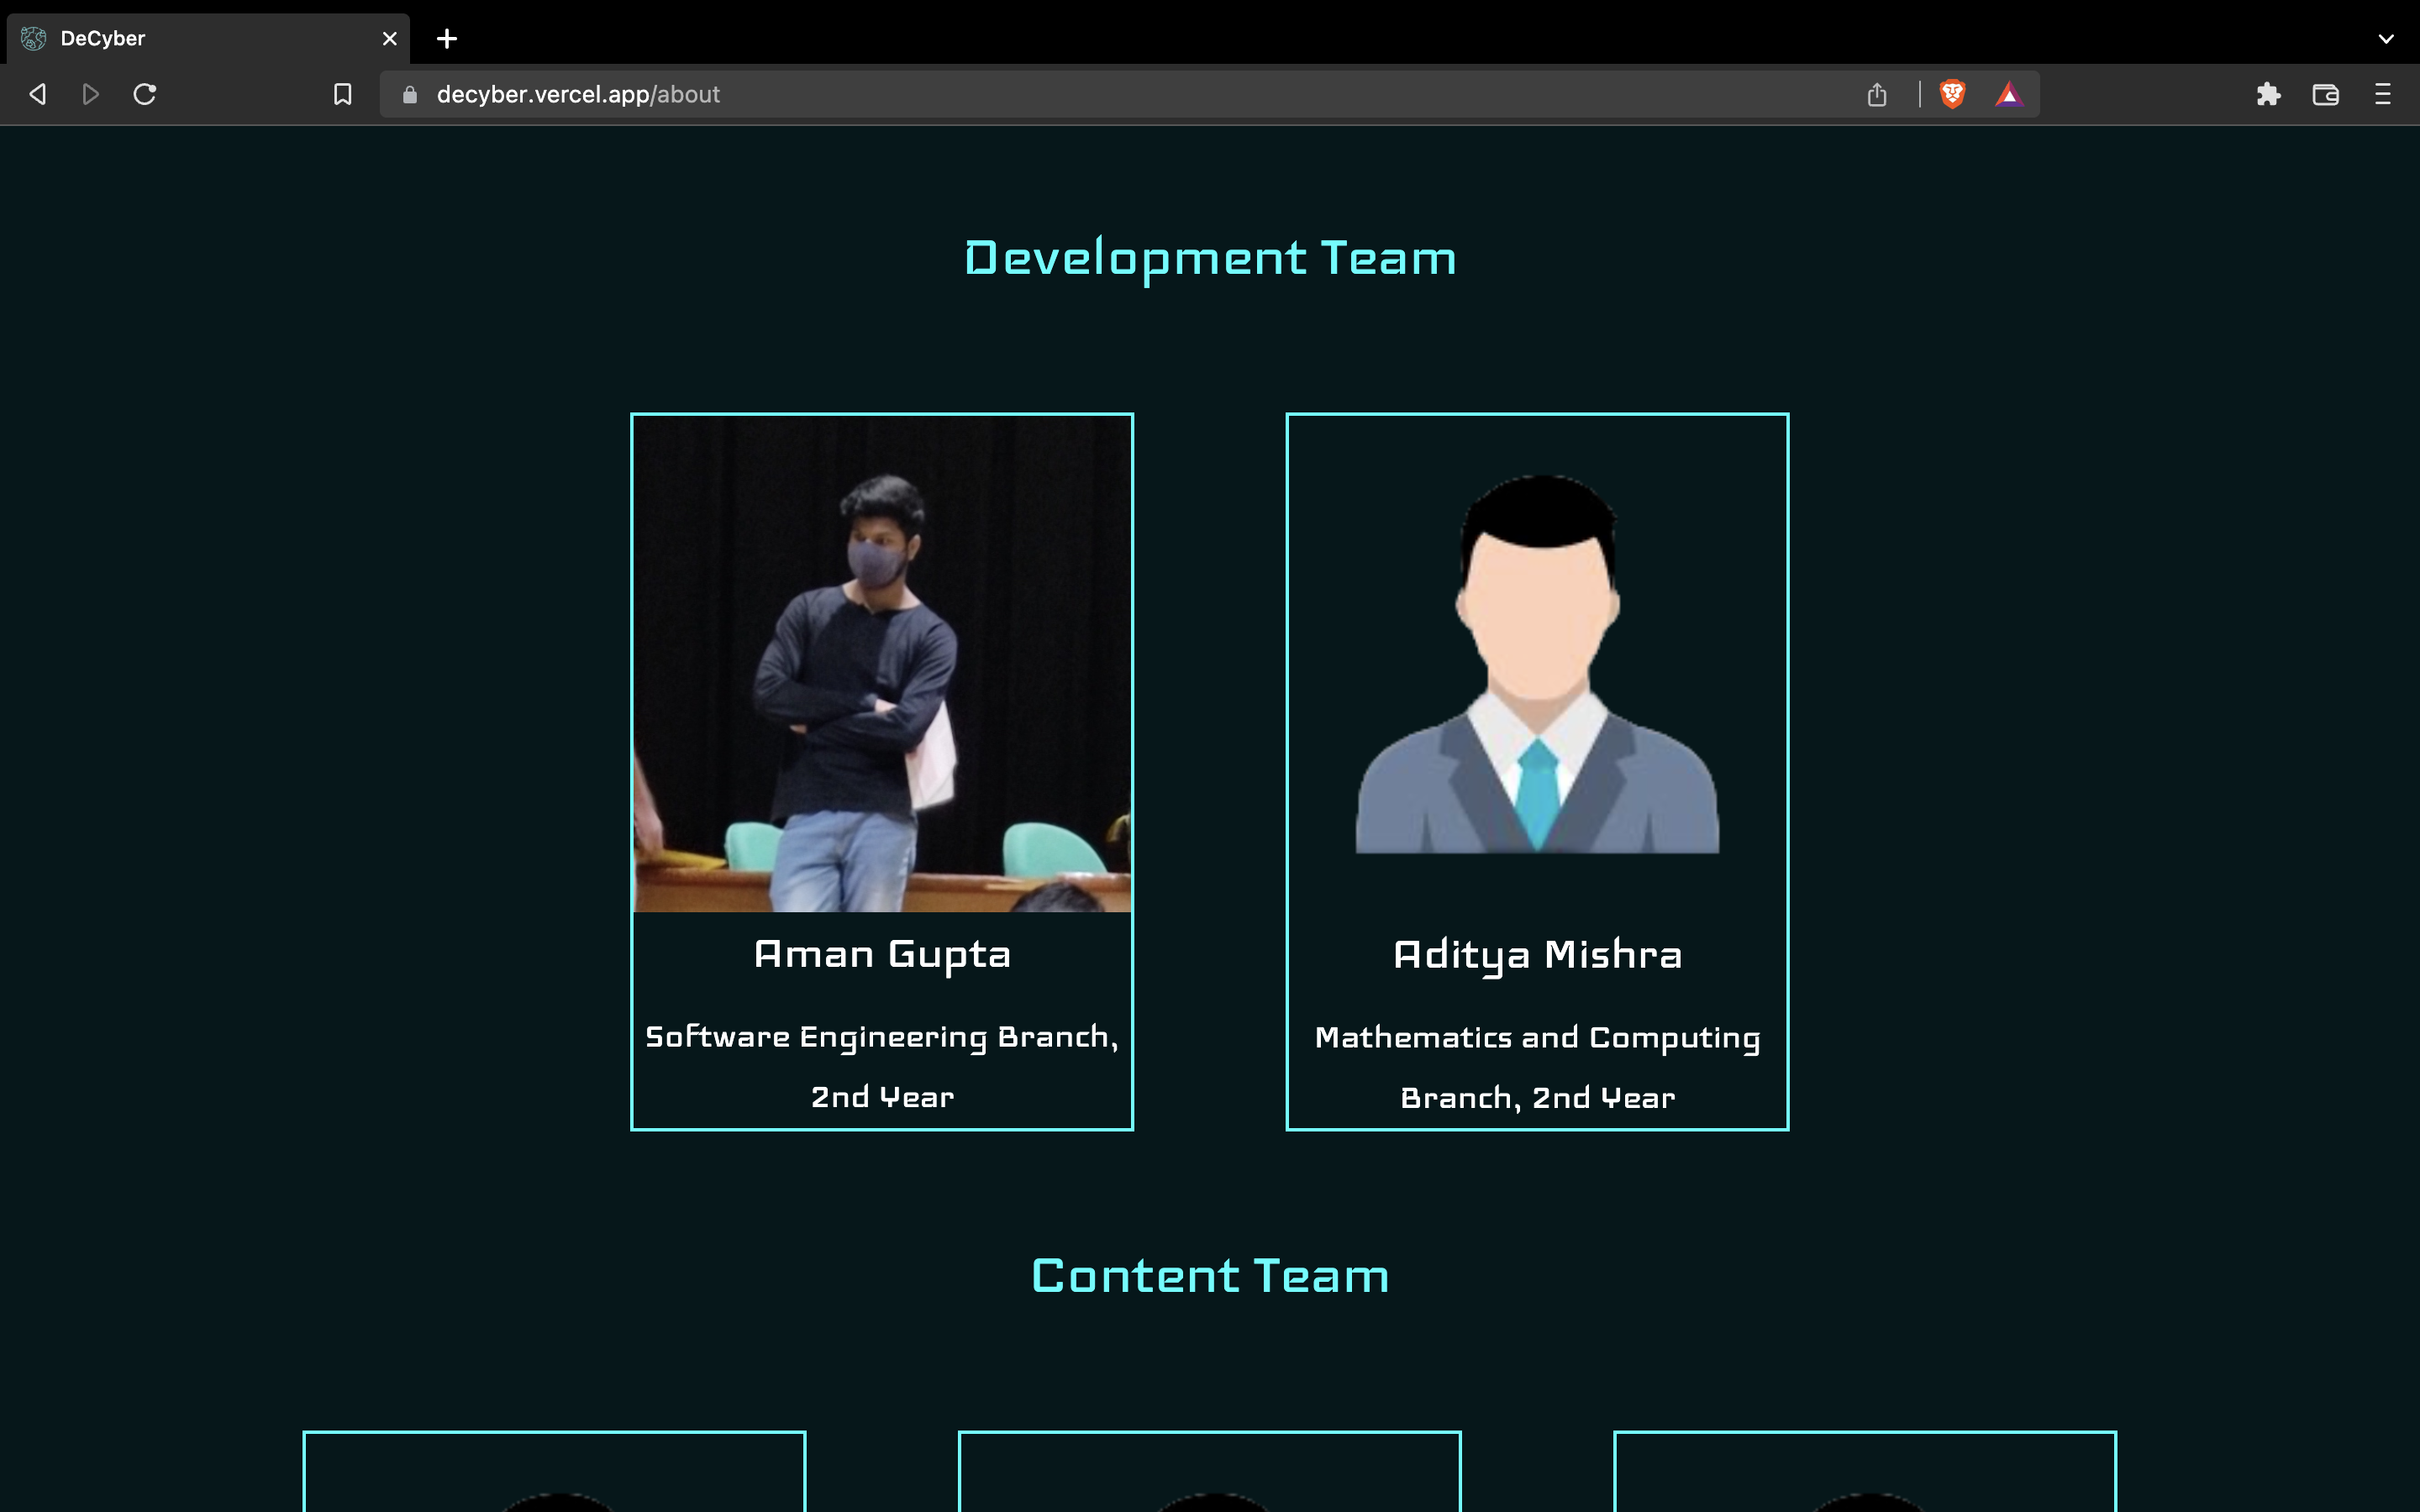 DeCyber
decyber.vercel.app/about
Development Team
Aman Gupta
Software Engineering Branch,
2nd Year
Aditya Mishra
Mathematics and Computing
Branch, 2nd Year
Content Team